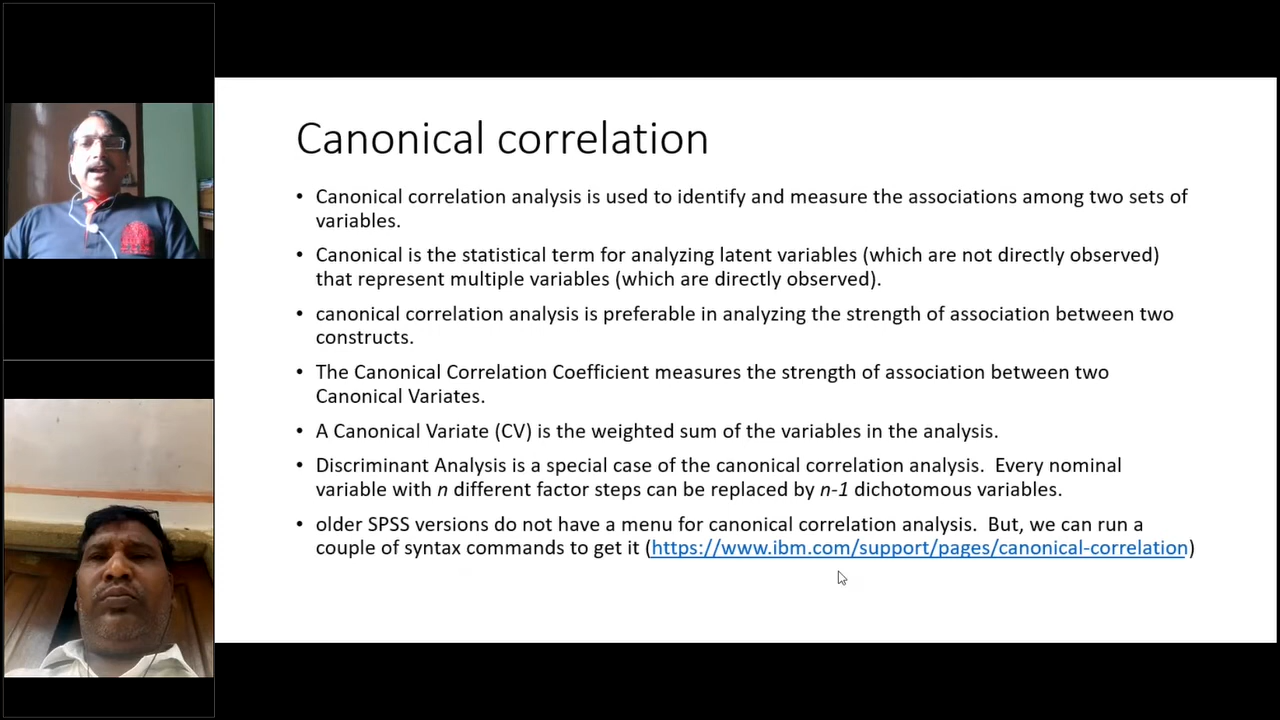 Canonical correlation
• Canonical correlation analysis is used to identify and measure the associations among two sets of
variables.
• Canonical is the statistical term for analyzing latent variables (which are not directly observed)
that represent multiple variables (which are directly observed).
• canonical correlation analysis is preferable in analyzing the strength of association between two
constructs.
• The Canonical Correlation Coefficient measures the strength of association between two
Canonical Variates.
• A Canonical Variate (CV) is the weighted sum of the variables in the analysis.
• Discriminant Analysis is a special case of the canonical correlation analysis.  Every nominal
variable with n different factor steps can be replaced by n-1 dichotomous variables.
• older SPSS versions do not have a menu for canonical correlation analysis.  But, we can run a
couple of syntax commands to get it (https://www.ibm.com/support/pages/canonical-correlation)